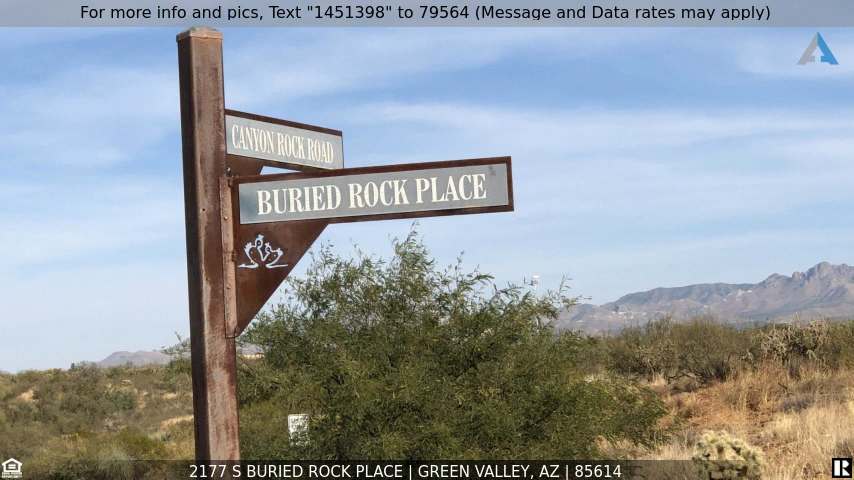 For more info and pics, Text "1451398" to 79564 (Message and Data rates may apply)
CANYON ROCK ROAD
BURIED ROCK PLACE
2177 S BURIED ROCK PLACE | GREEN VALLEY, AZ | 85614